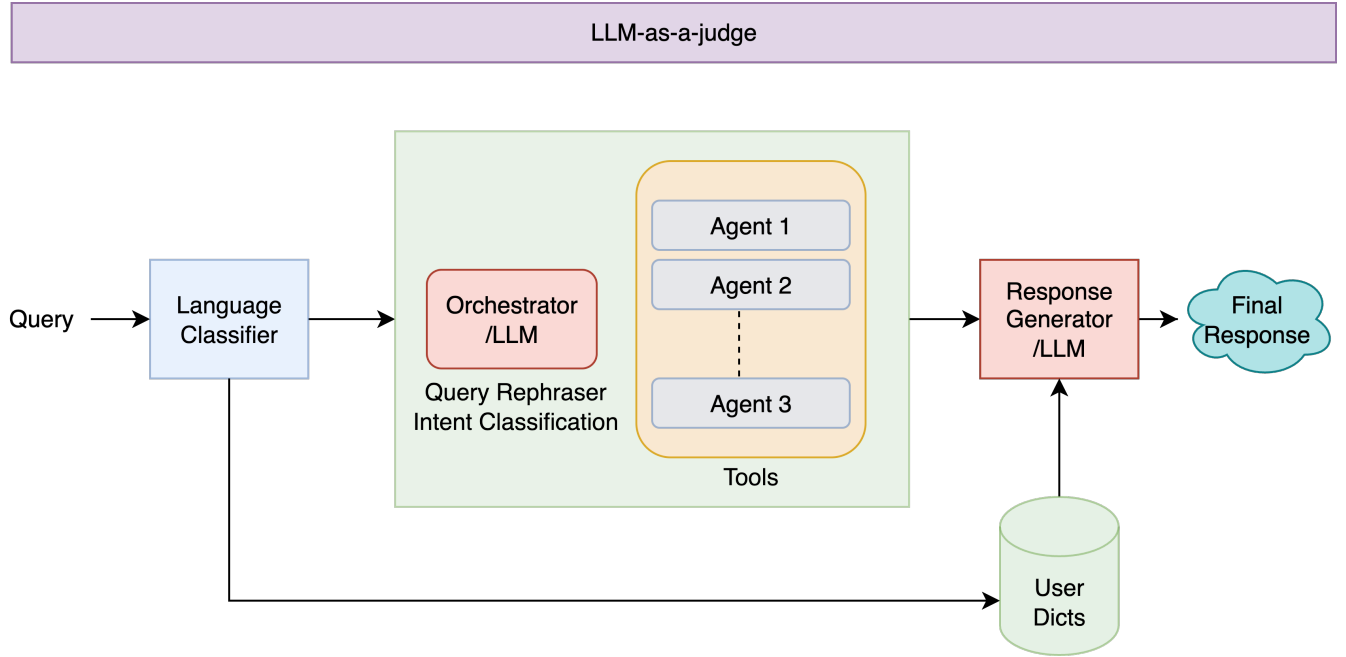 LLM-as-a-judge
Query
Language
Classifier
Orchestrator
/LLM
Query Rephraser
Intent Classification
Agent 1
Agent 2
Agent 3
Tools
Response
Generator
/LLM
Final
Response
User
Dicts